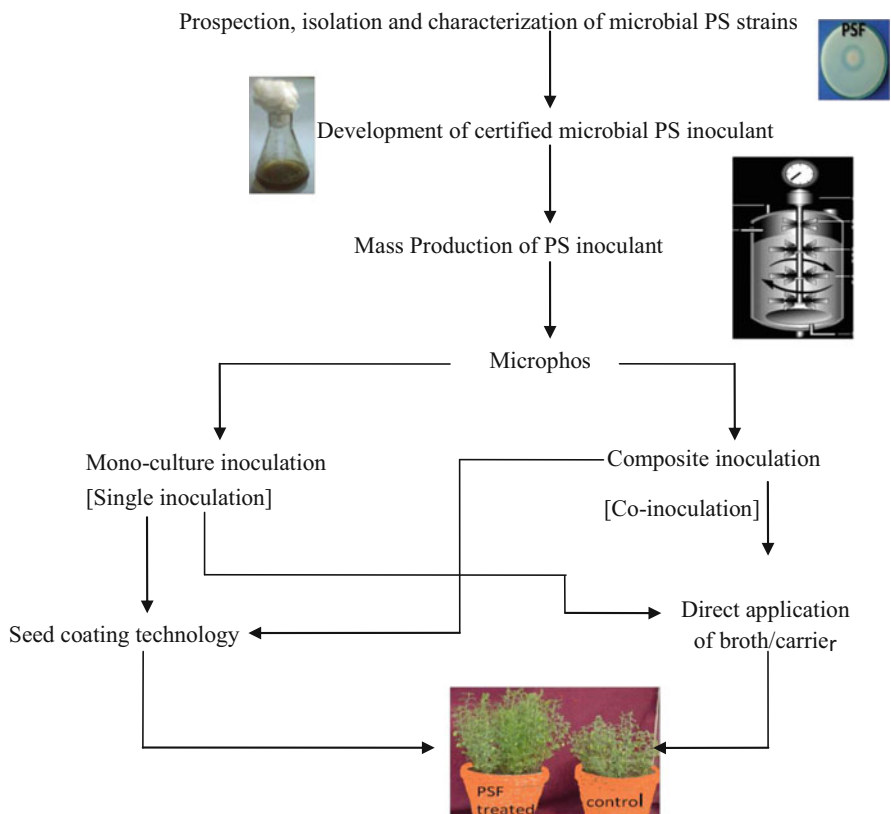 Prospection, isolation and characterization of microbial PS strains
PSF
Development of certified microbial PS inoculant
Mass Production of PS inoculant
Microphos
Mono-culture inoculation
[Single inoculation]
Composite inoculation
[Co-inoculation]
Seed coating technology
Direct application
of broth/carrier
PSF
treated
control